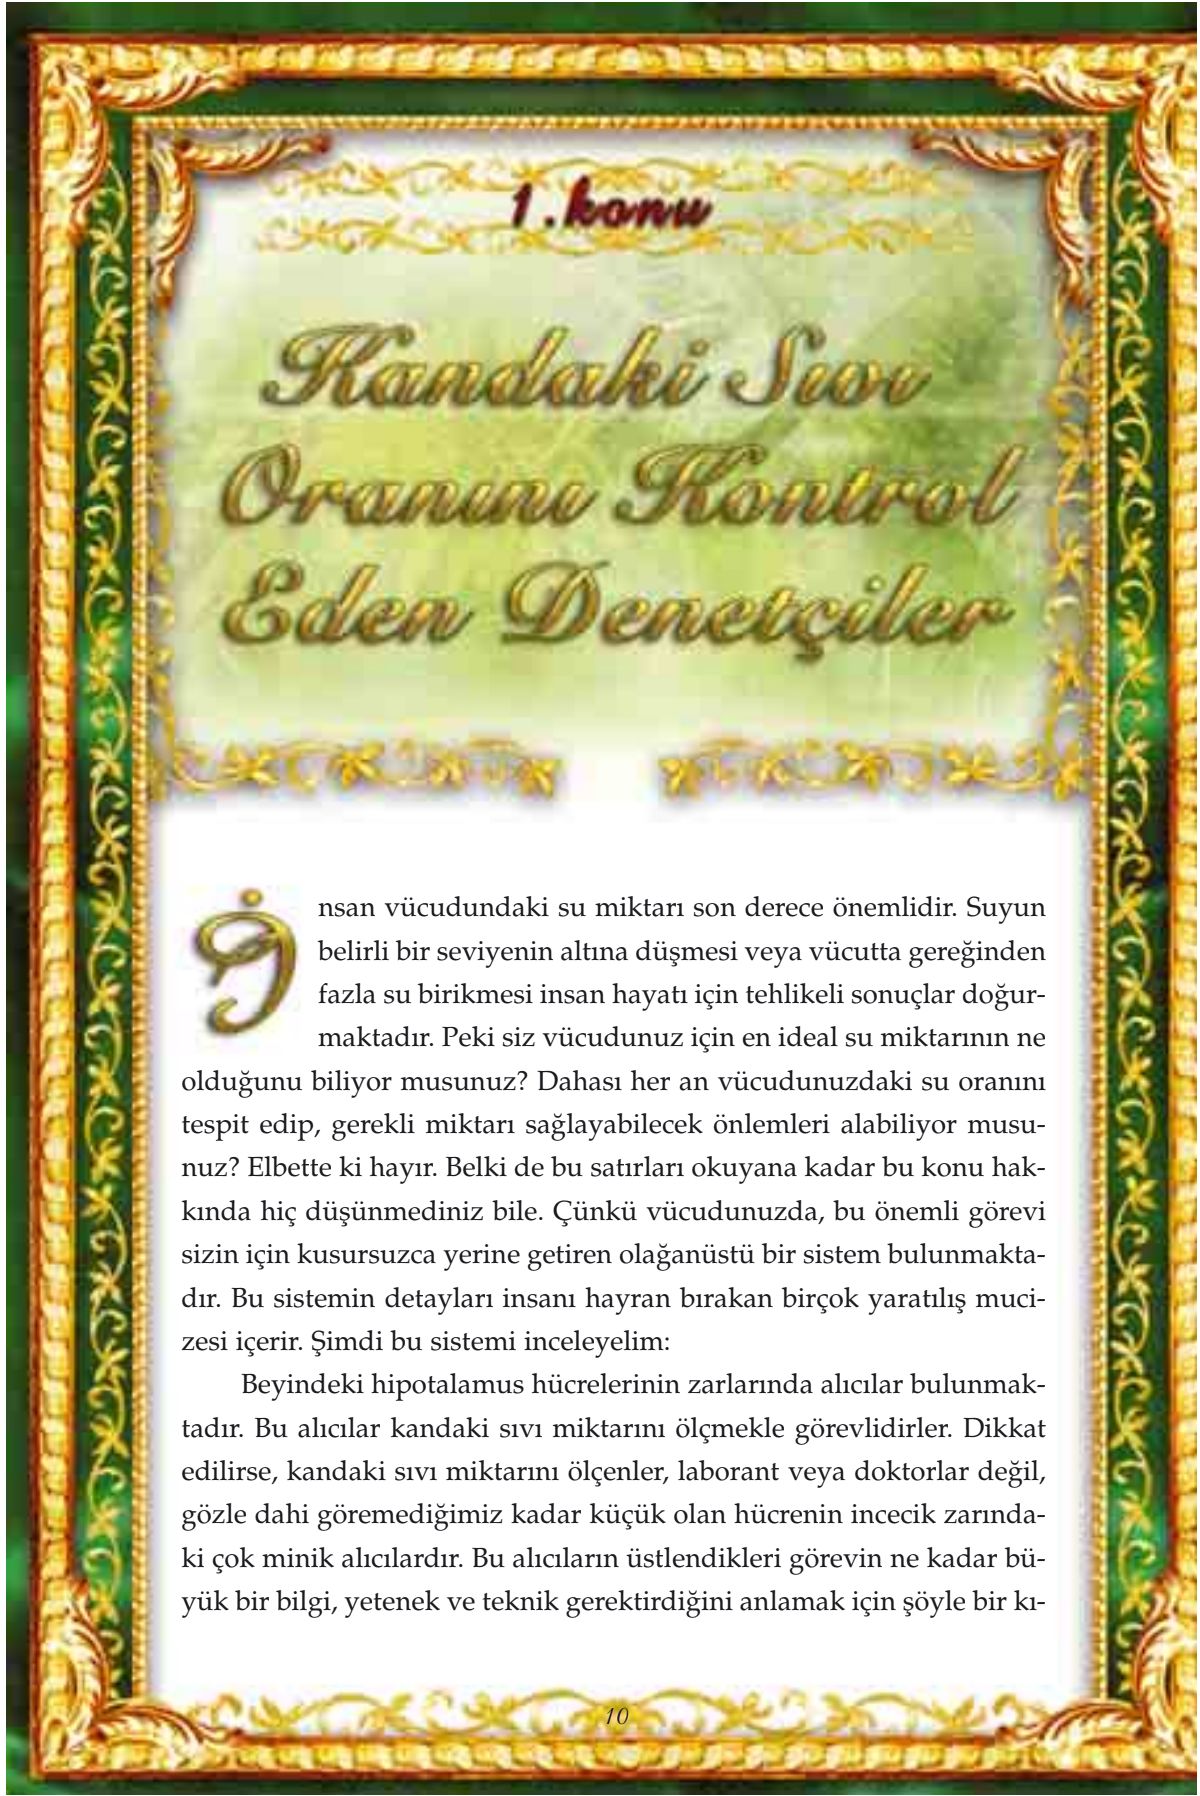 1.konu
Kandaki Sıvı
Oranını Kontrol
Eden Denetçiler
İnsan vücudundaki su miktarı son derece önemlidir. Suyun
belirli bir seviyenin altına düşmesi veya vücutta gereğinden
fazla su birikmesi insan hayatı için tehlikeli sonuçlar doğur-
maktadır. Peki siz vücudunuz için en ideal su miktarının ne
olduğunu biliyor musunuz? Dahası her an vücudunuzdaki su oranını
tespit edip, gerekli miktarı sağlayabilecek önlemleri alabiliyor musu-
nuz? Elbette ki hayır. Belki de bu satırları okuyana kadar bu konu hak-
kında hiç düşünmediniz bile. Çünkü vücudunuzda, bu önemli görevi
sizin için kusursuzca yerine getiren olağanüstü bir sistem bulunmakta-
dır. Bu sistemin detayları insanı hayran bırakan birçok yaratılış muci-
zesi içerir. Şimdi bu sistemi inceleyelim:
Beyindeki hipotalamus hücrelerinin zarlarında alıcılar bulunmak-
tadır. Bu alıcılar kandaki sıvı miktarını ölçmekle görevlidirler. Dikkat
edilirse, kandaki sıvı miktarını ölçenler, laborant veya doktorlar değil,
gözle dahi göremediğimiz kadar küçük olan hücrenin incecik zarında-
ki çok minik alıcılardır. Bu alıcıların üstlendikleri görevin ne kadar bü-
yük bir bilgi, yetenek ve teknik gerektirdiğini anlamak için şöyle bir kı-
10